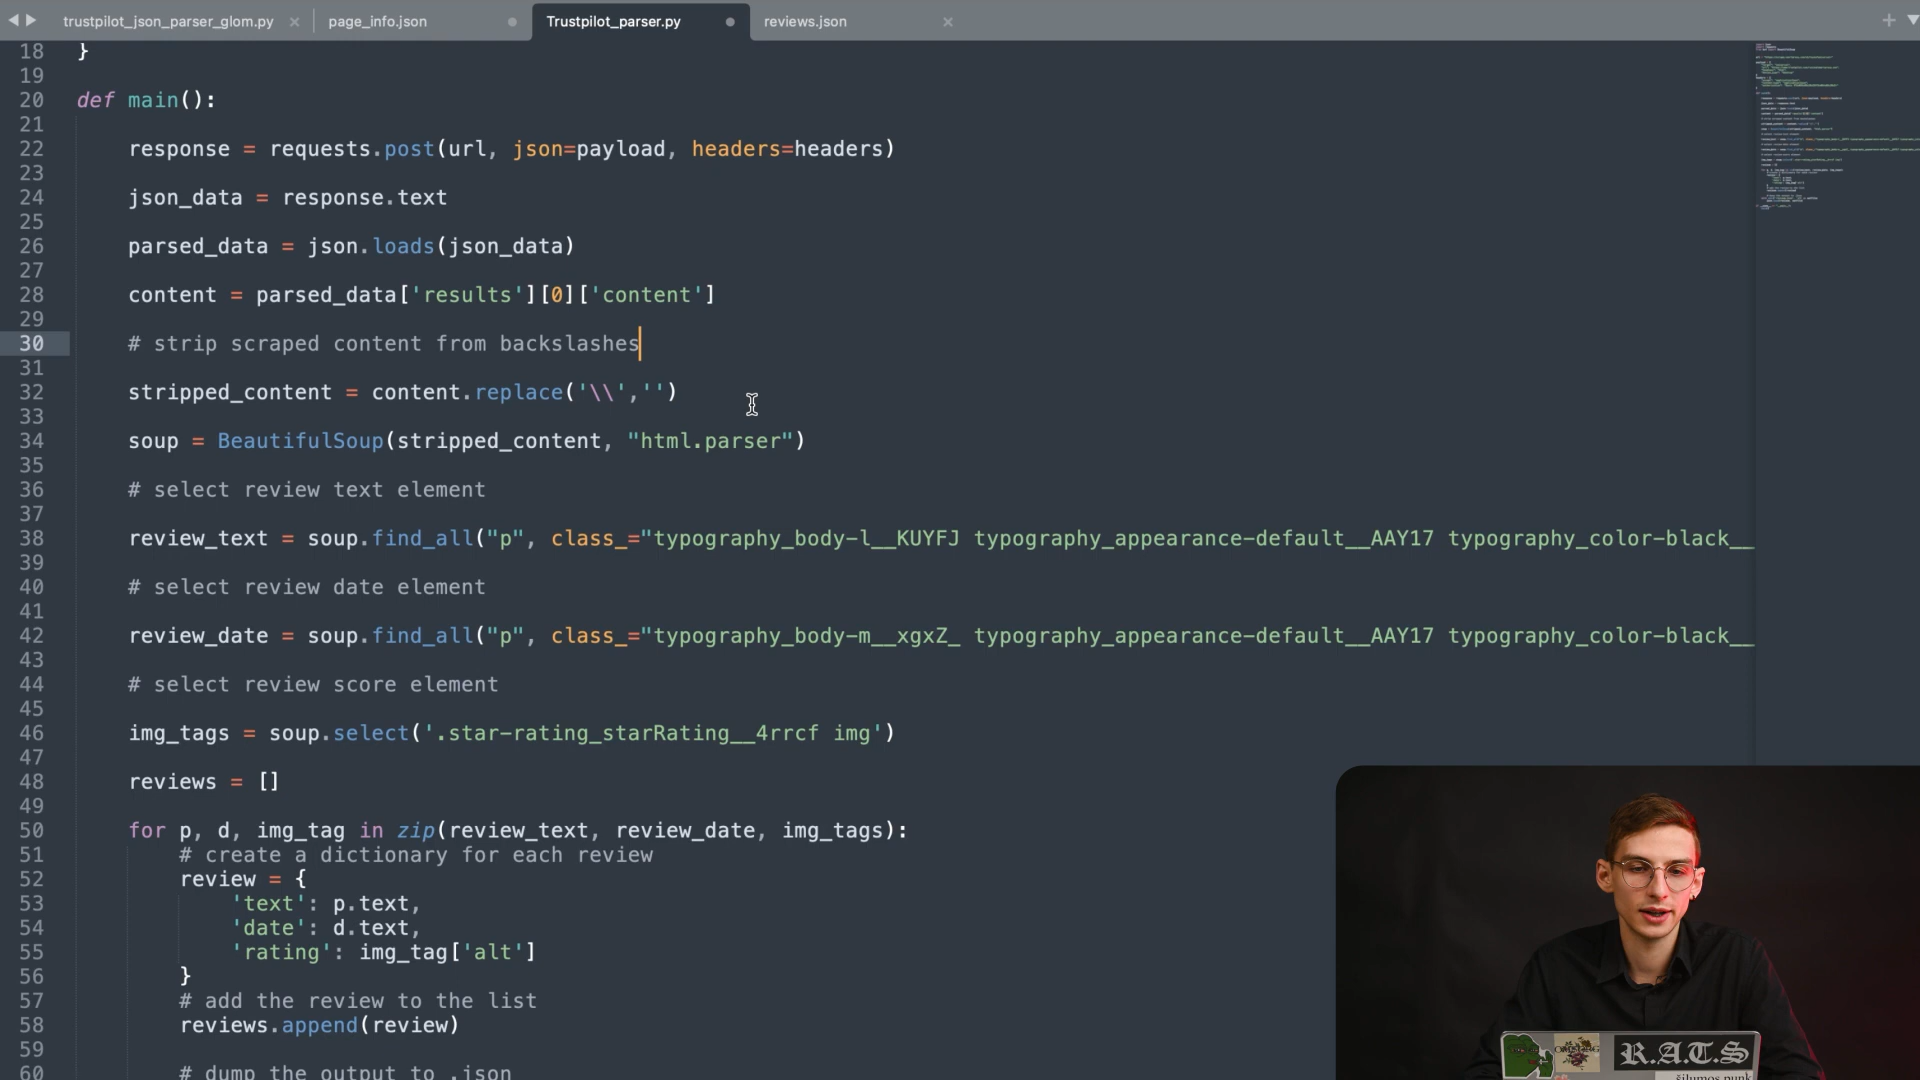 trustpilot_json_parser_glom.py
page_info.json
Trustpilot_parser.py
reviews.json
18 }
19
20 def main():
21
22 response = requests.post(url, json=payload, headers=headers)
23
24 json_data = response.text
25
26 parsed_data = json.loads(json_data)
27
28 content = parsed_data['results'][0]['content']
29
30 # strip scraped content from backslashes
31
32 stripped_content = content.replace('\\','')
33
34 soup = BeautifulSoup(stripped_content, "html.parser")
35
36 # select review text element
37
38 review_text = soup.find_all("p", class_="typography_body-l__KUYFJ typography_appearance-default__AAY17 typography_color-black__
39
40 # select review date element
41
42 review_date = soup.find_all("p", class_="typography_body-m__xgxZ_ typography_appearance-default__AAY17 typography_color-black__
43
44 # select review score element
45
46 img_tags = soup.select('.star-rating_starRating__4rrcf img')
47
48 reviews = []
49
50 for p, d, img_tag in zip(review_text, review_date, img_tags):
51 # create a dictionary for each review
52 review = {
53 'text': p.text,
54 'date': d.text,
55 'rating': img_tag['alt']
56 }
57 # add the review to the list
58 reviews.append(review)
59
60 # dump the output to .json
R.A.T.S
šilumos punk